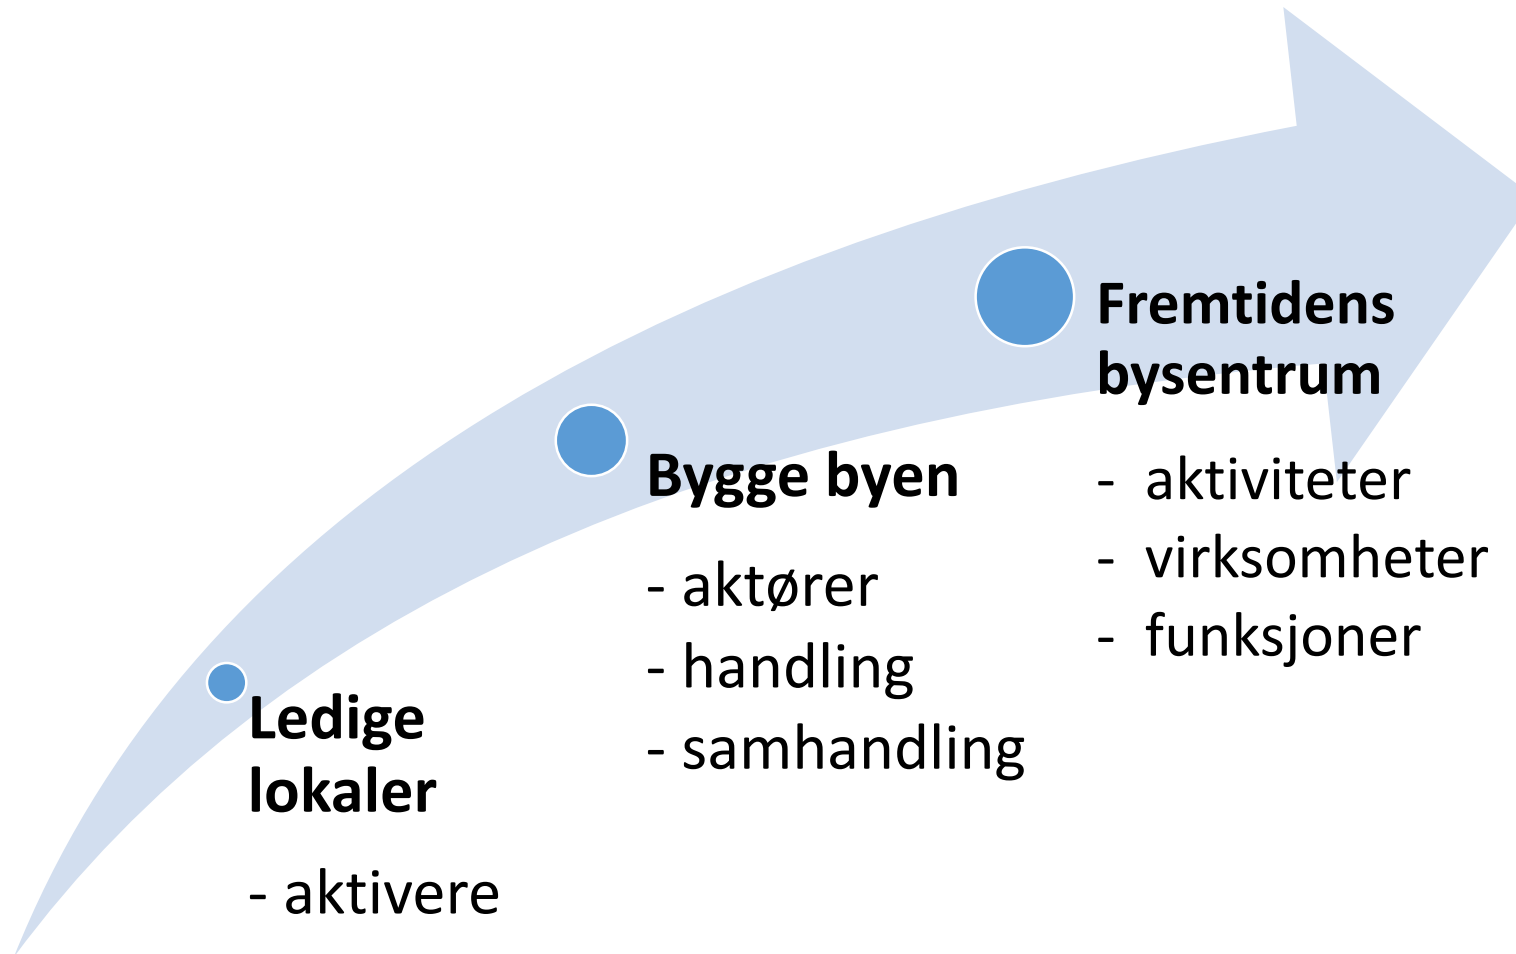 Ledige
lokaler
- aktivere
Bygge byen
- aktører
- handling
- samhandling
Fremtidens
bysentrum
- aktiviteter
- virksomheter
- funksjoner